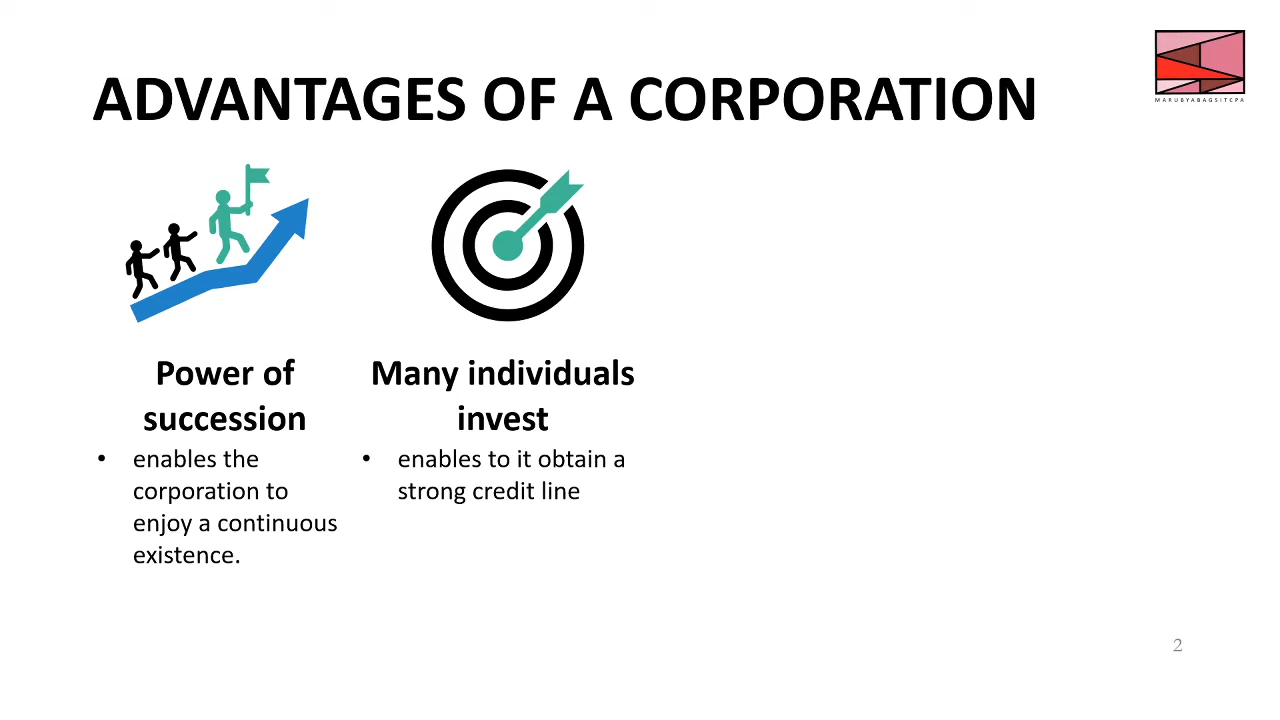 ADVANTAGES OF A CORPORATION
MARUBYABAGSITCPA
Power of
succession
• enables the
corporation to
enjoy a continuous
existence.
Many individuals
invest
• enables to it obtain a
strong credit line
2